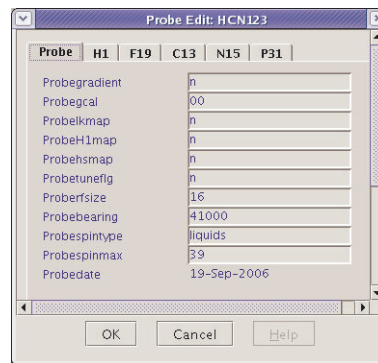 Probe Edit: HCN123
Probe H1 F19 C13 N15 P31
Probegradient n
Probegcal 00
Probelkmap n
ProbeH1map n
Probehsmap n
Probetuneflg n
Proberfsize 16
Probebearing 41000
Probespintype liquids
Probespinmax 39
Probedate 19-Sep-2006
OK Cancel Help